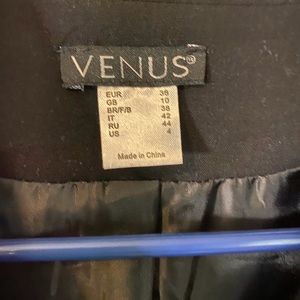 VENUS®
EUR 36
GB 10
BR/F/B 38
IT 42
RU 44
US 4
Made in China